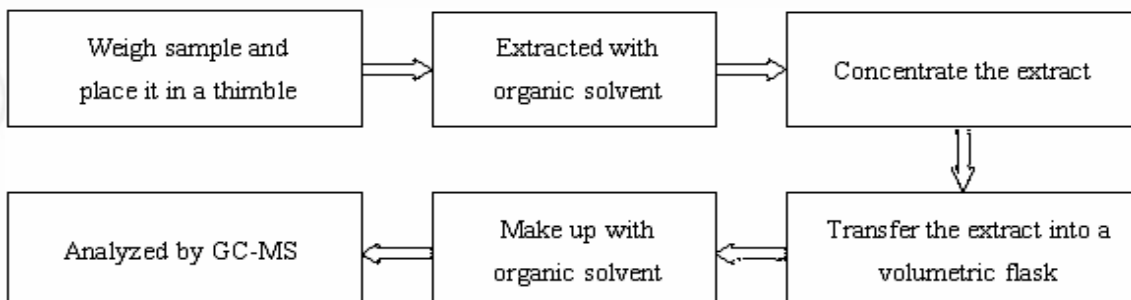 Weigh sample and
place it in a thimble
Extracted with
organic solvent
Concentrate the extract
Transfer the extract into a
volumetric flask
Make up with
organic solvent
Analyzed by GC-MS